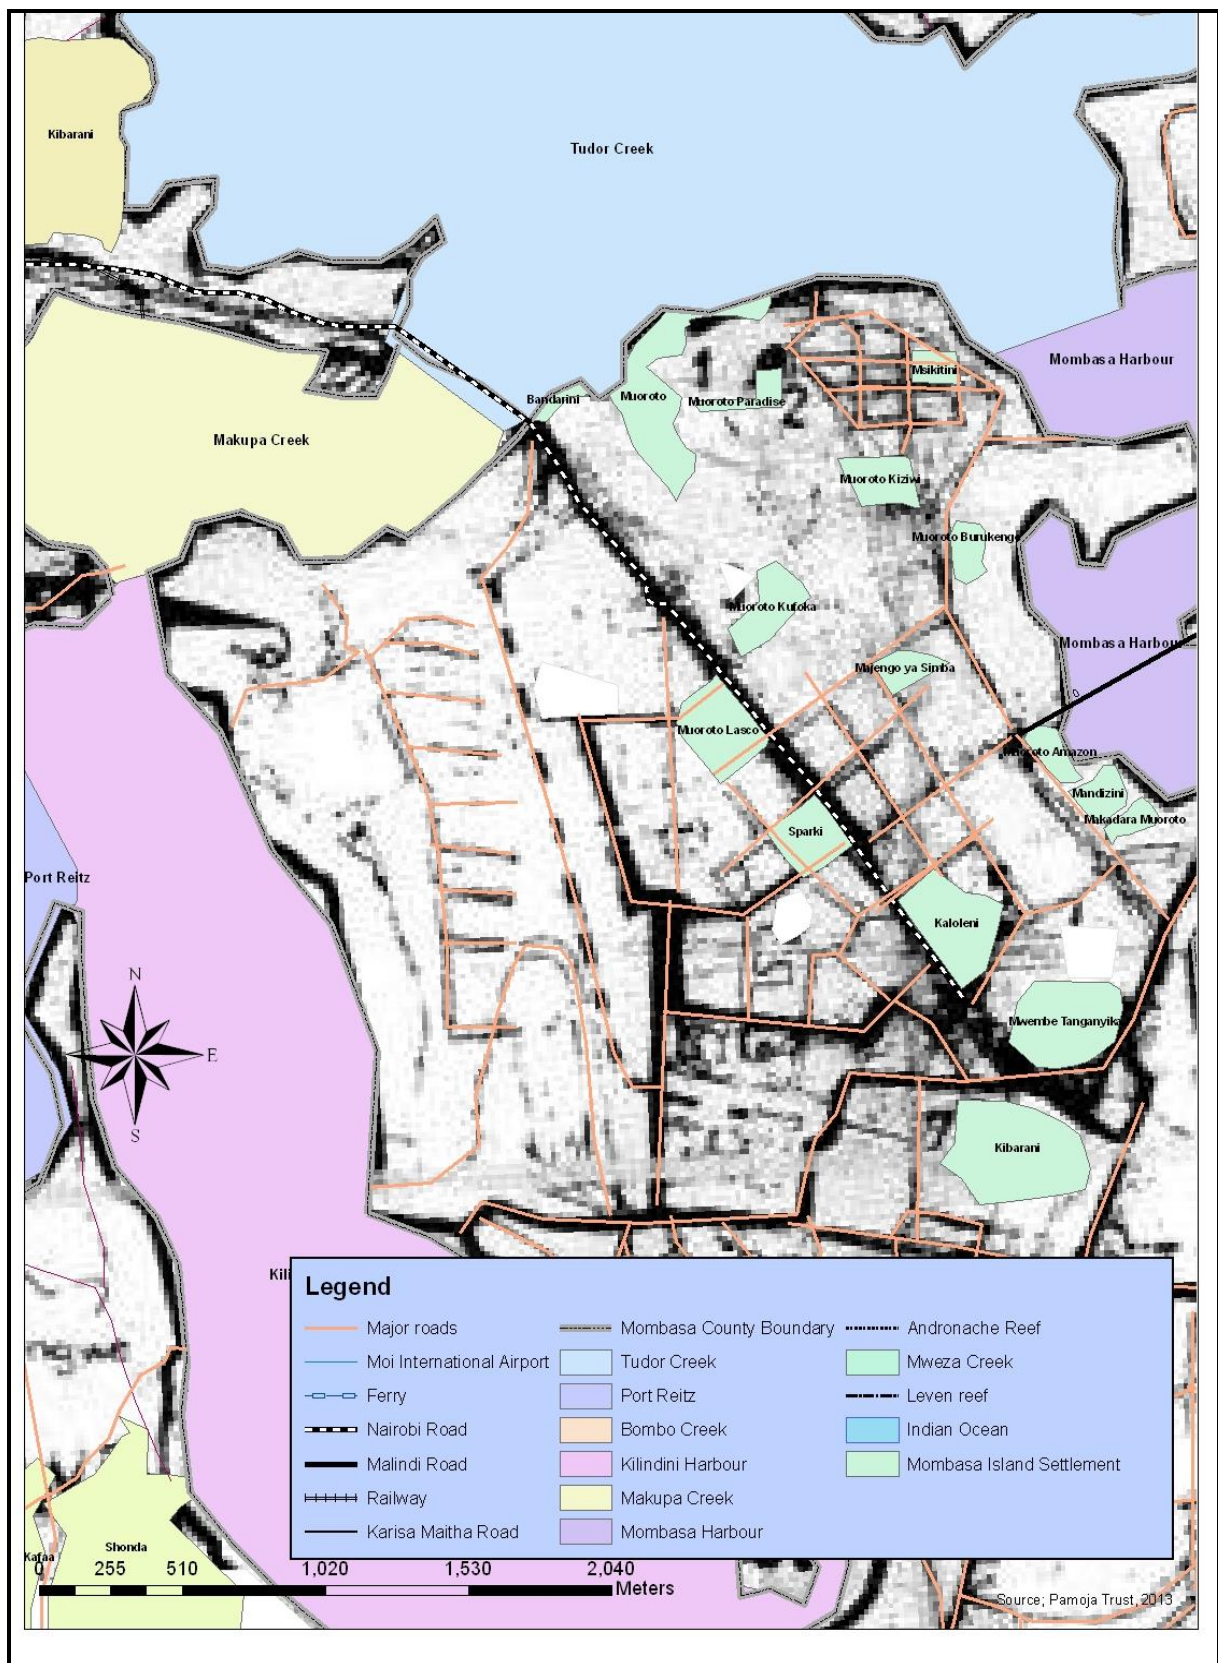 Kibarani
Tudor Creek
Mombasa Harbour
Msikitini
Bandarini
Muoroto
Muoroto Paradise
Makupa Creek
Muoroto Kiziwi
Muoroto Burukenge
Muoroto Kufoka
Mombasa Harbour
Majengo ya Simba
0
Muoroto Lasco
Muoroto Amazon
Mandizini
Makadara Muoroto
Sparki
Port Reitz
Kaloleni
N
E
S
Mwembe Tanganyika
Kibarani
Kili
Legend
Major roads
Moi International Airport
Ferry
Nairobi Road
Malindi Road
Railway
Karisa Maitha Road
Mombasa County Boundary
Tudor Creek
Port Reitz
Bombo Creek
Kilindini Harbour
Makupa Creek
Mombasa Harbour
Andronache Reef
Mweza Creek
Leven reef
Indian Ocean
Mombasa Island Settlement
Kafaa
Shonda
0 255 510 1,020 1,530 2,040
Meters
Source; Pamoja Trust, 2013